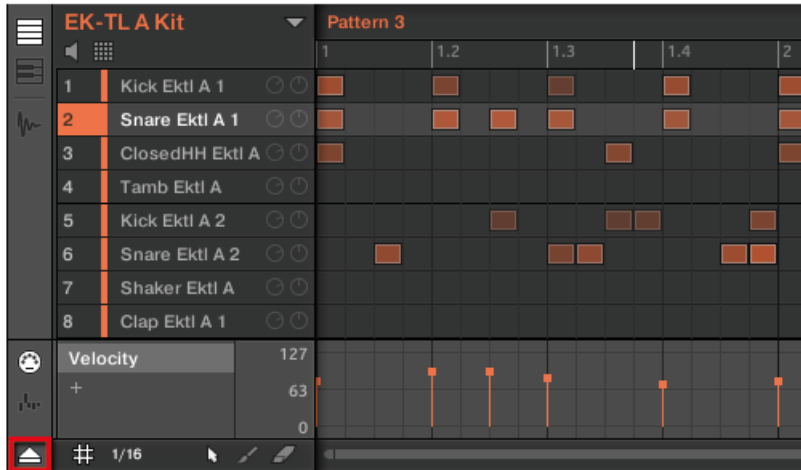 EK-TL A Kit Pattern 3
1 1.2 1.3 1.4 2
1 Kick Ektl A 1
2 Snare Ektl A 1
3 ClosedHH Ektl A
4 Tamb Ektl A
5 Kick Ektl A 2
6 Snare Ektl A 2
7 Shaker Ektl A
8 Clap Ektl A 1
Velocity 127
+ 63
0
1/16